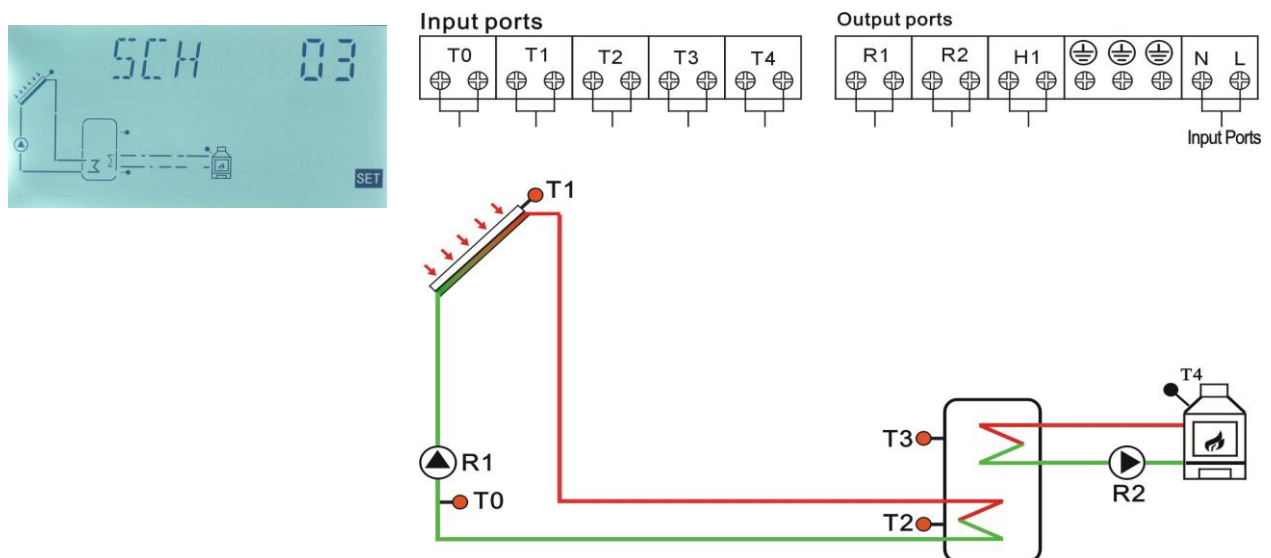 SCH 03
SET
Input ports
T0 T1 T2 T3 T4
Output ports
R1 R2 H1 N L
Input Ports
T1
R1
T0
T3
T2
T4
R2